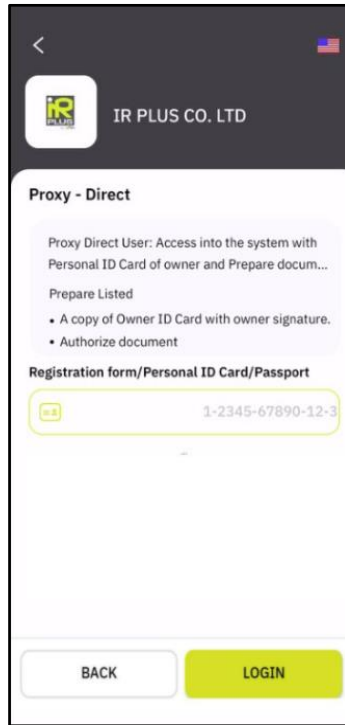 iR
PLUS
IR PLUS CO. LTD
Proxy - Direct
Proxy Direct User: Access into the system with
Personal ID Card of owner and Prepare docum...
Prepare Listed
• A copy of Owner ID Card with owner signature.
• Authorize document
Registration form/Personal ID Card/Passport
1-2345-67890-12-3
BACK
LOGIN